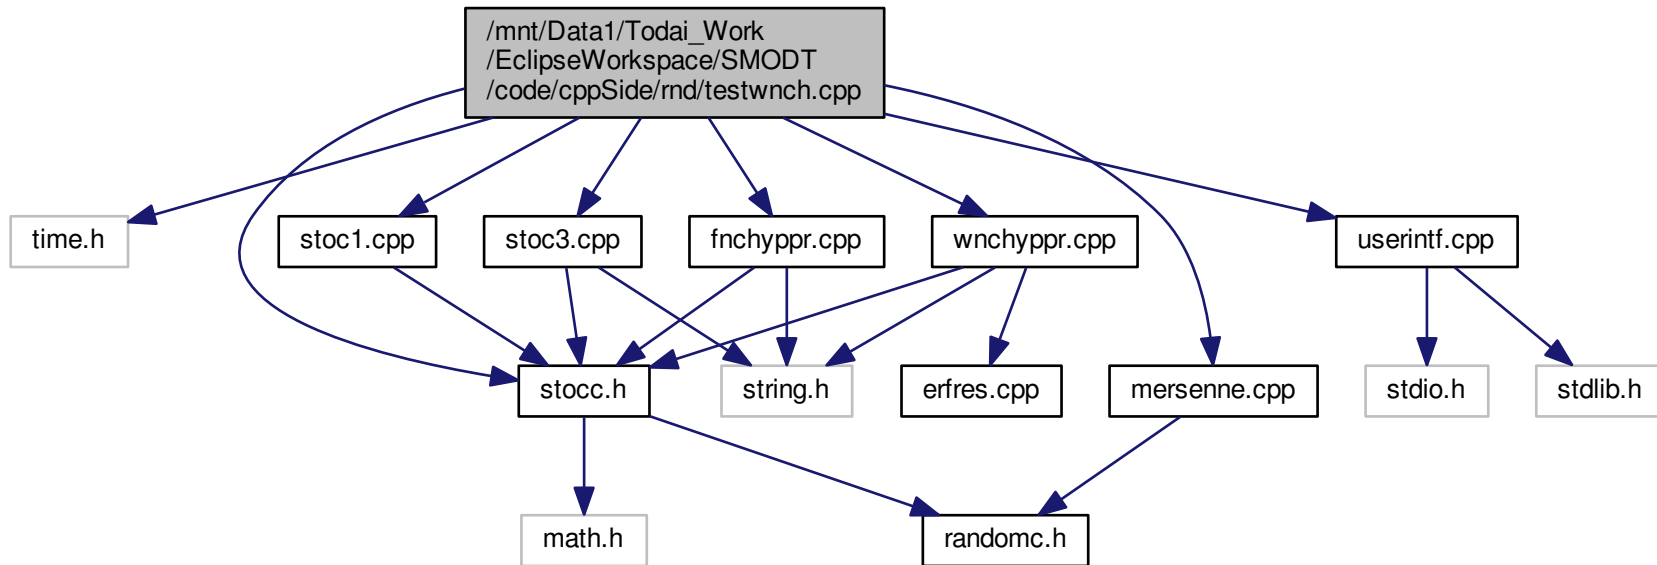 /mnt/Data1/Todai_Work
/EclipseWorkspace/SMODT
/code/cppSide/rnd/testwnch.cpp
time.h
stoc1.cpp
stoc3.cpp
fnchyppr.cpp
wnchyppr.cpp
userintf.cpp
stocc.h
string.h
erfres.cpp
mersenne.cpp
stdio.h
stdlib.h
math.h
randomc.h